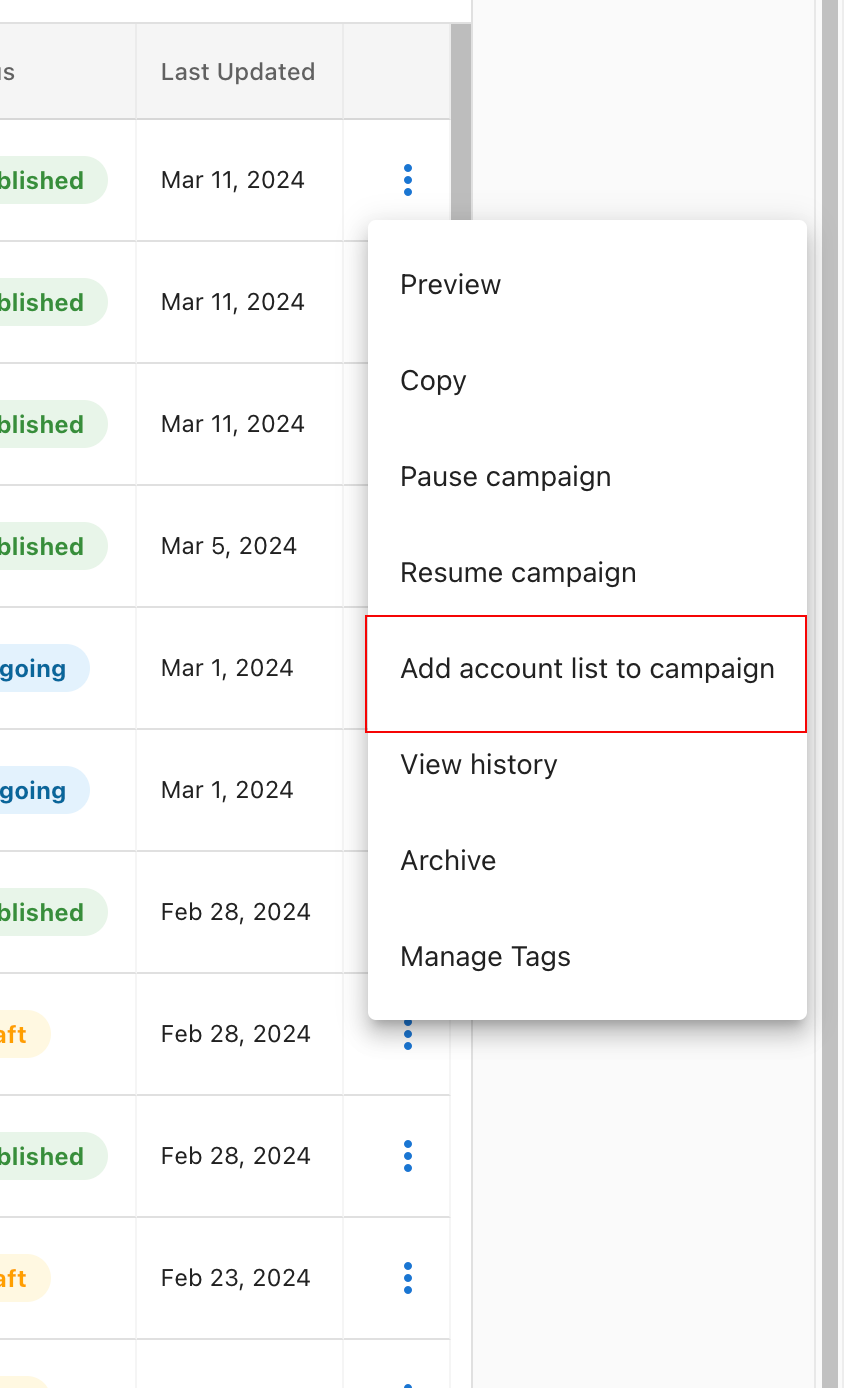 us Last Updated
blished Mar 11, 2024
blished Mar 11, 2024
blished Mar 11, 2024
blished Mar 5, 2024
going Mar 1, 2024
going Mar 1, 2024
blished Feb 28, 2024
aft Feb 28, 2024
blished Feb 28, 2024
aft Feb 23, 2024
Preview
Copy
Pause campaign
Resume campaign
Add account list to campaign
View history
Archive
Manage Tags